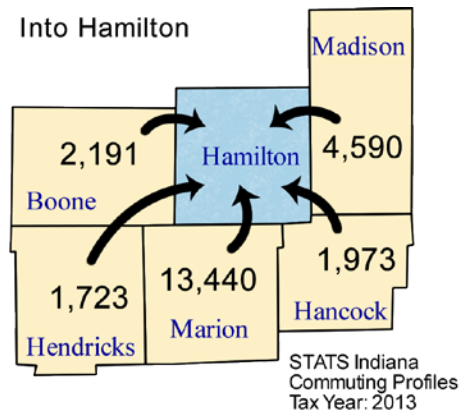 Into Hamilton
Madison
2,191
Hamilton
4,590
Boone
1,723
13,440
1,973
Hendricks
Marion
Hancock
STATS Indiana
Commuting Profiles
Tax Year: 2013